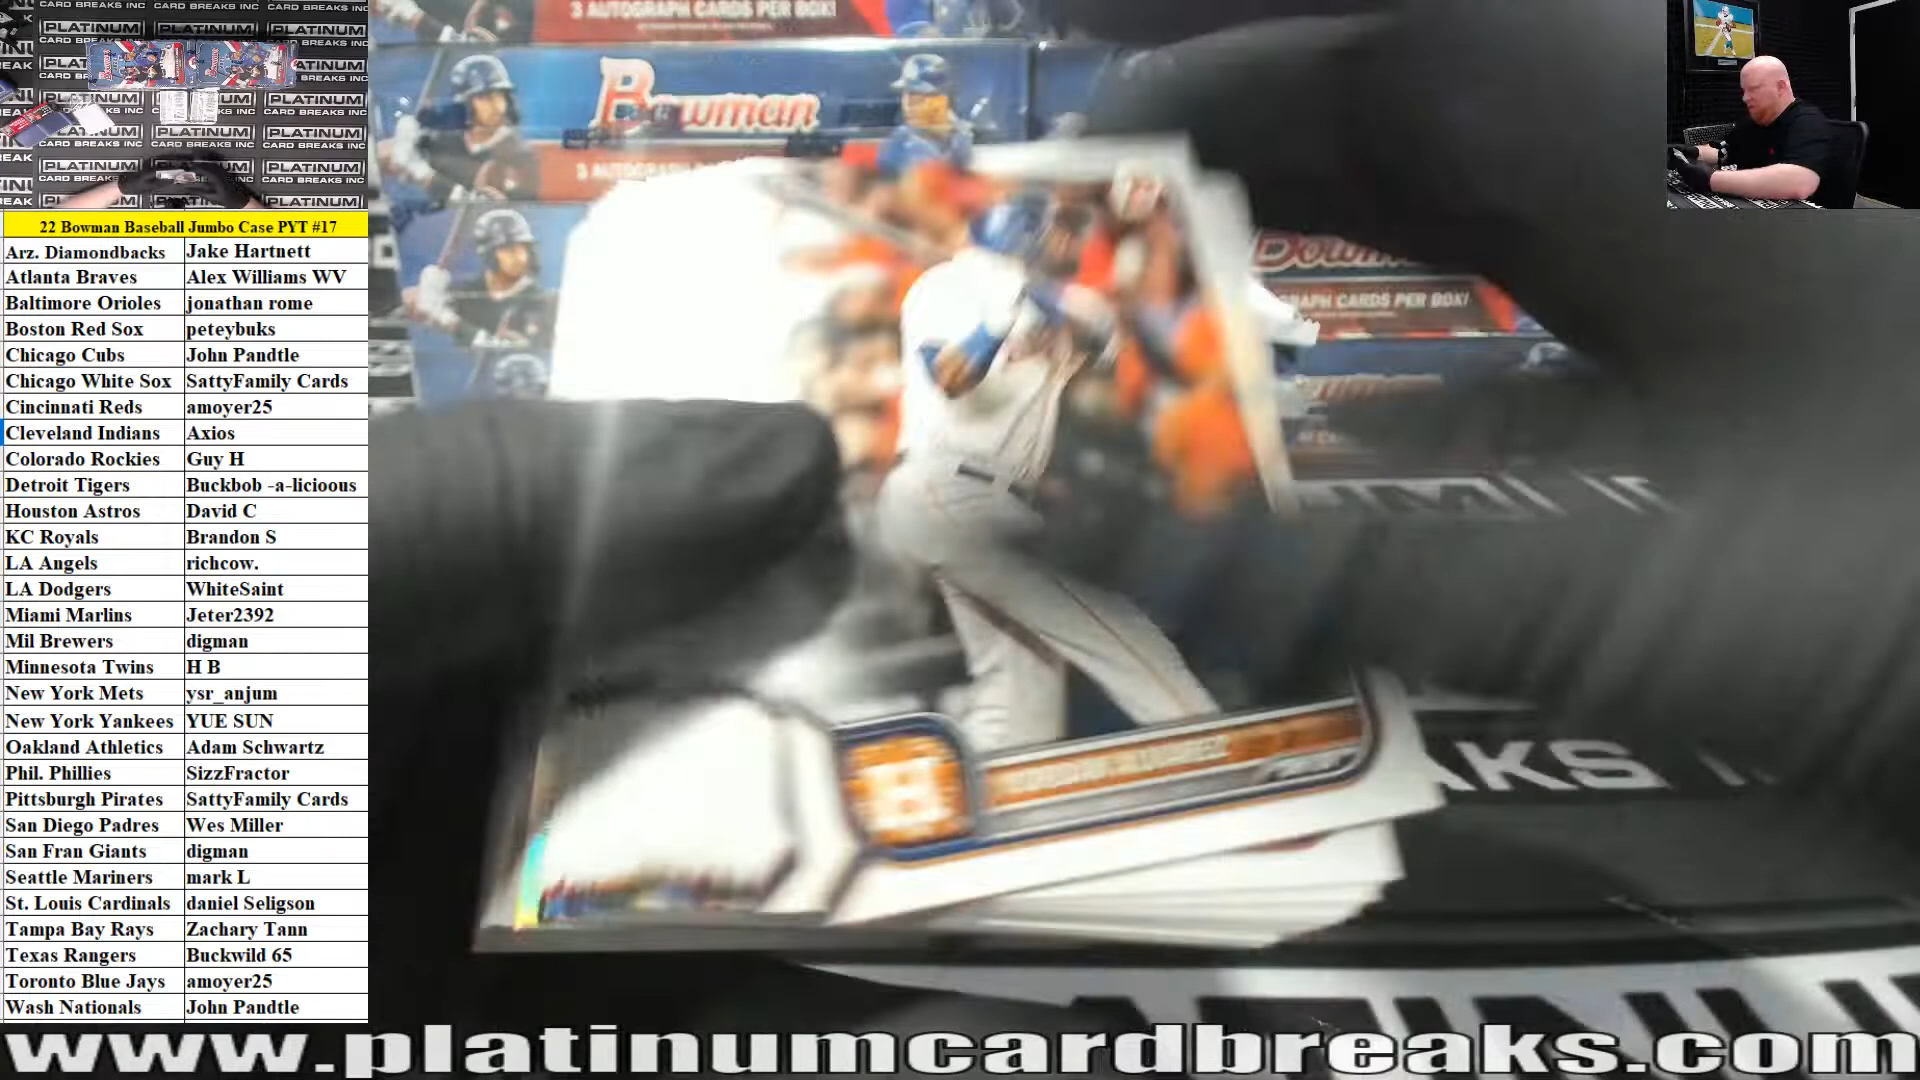 22 Bowman Baseball Jumbo Case PYT #17
Arz. Diamondbacks Jake Hartnett
Atlanta Braves Alex Williams WV
Baltimore Orioles jonathan rome
Boston Red Sox peteybuks
Chicago Cubs John Pandtle
Chicago White Sox SattyFamily Cards
Cincinnati Reds amoyer25
Cleveland Indians Axios
Colorado Rockies Guy H
Detroit Tigers Buckbob -a-licioous
Houston Astros David C
KC Royals Brandon S
LA Angels richcow.
LA Dodgers WhiteSaint
Miami Marlins Jeter2392
Mil Brewers digman
Minnesota Twins H B
New York Mets ysr_anjum
New York Yankees YUE SUN
Oakland Athletics Adam Schwartz
Phil. Phillies SizzFractor
Pittsburgh Pirates SattyFamily Cards
San Diego Padres Wes Miller
San Fran Giants digman
Seattle Mariners mark L
St. Louis Cardinals daniel Seligson
Tampa Bay Rays Zachary Tann
Texas Rangers Buckwild 65
Toronto Blue Jays amoyer25
Wash Nationals John Pandtle
3 AUTOGRAPH CARDS PER BOX!
Bowman
3 AUTOGRAPH
GRAPH CARDS PER BOX!
PLATINUM
CARD BREAKS INC
www.platinumcardbreaks.com